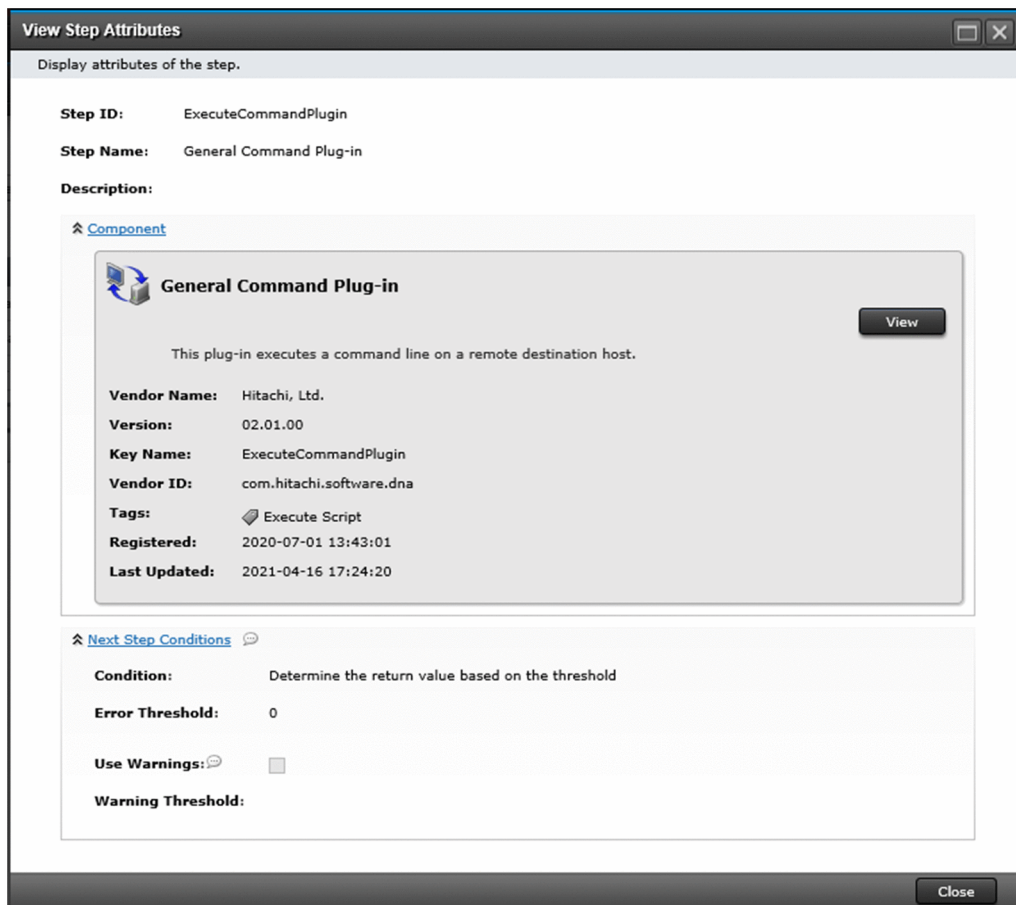 View Step Attributes
Display attributes of the step.
Step ID: ExecuteCommandPlugin
Step Name: General Command Plug-in
Description:
Component
General Command Plug-in
View
This plug-in executes a command line on a remote destination host.
Vendor Name: Hitachi, Ltd.
Version: 02.01.00
Key Name: ExecuteCommandPlugin
Vendor ID: com.hitachi.software.dna
Tags: Execute Script
Registered: 2020-07-01 13:43:01
Last Updated: 2021-04-16 17:24:20
Next Step Conditions
Condition: Determine the return value based on the threshold
Error Threshold: 0
Use Warnings:
Warning Threshold:
Close